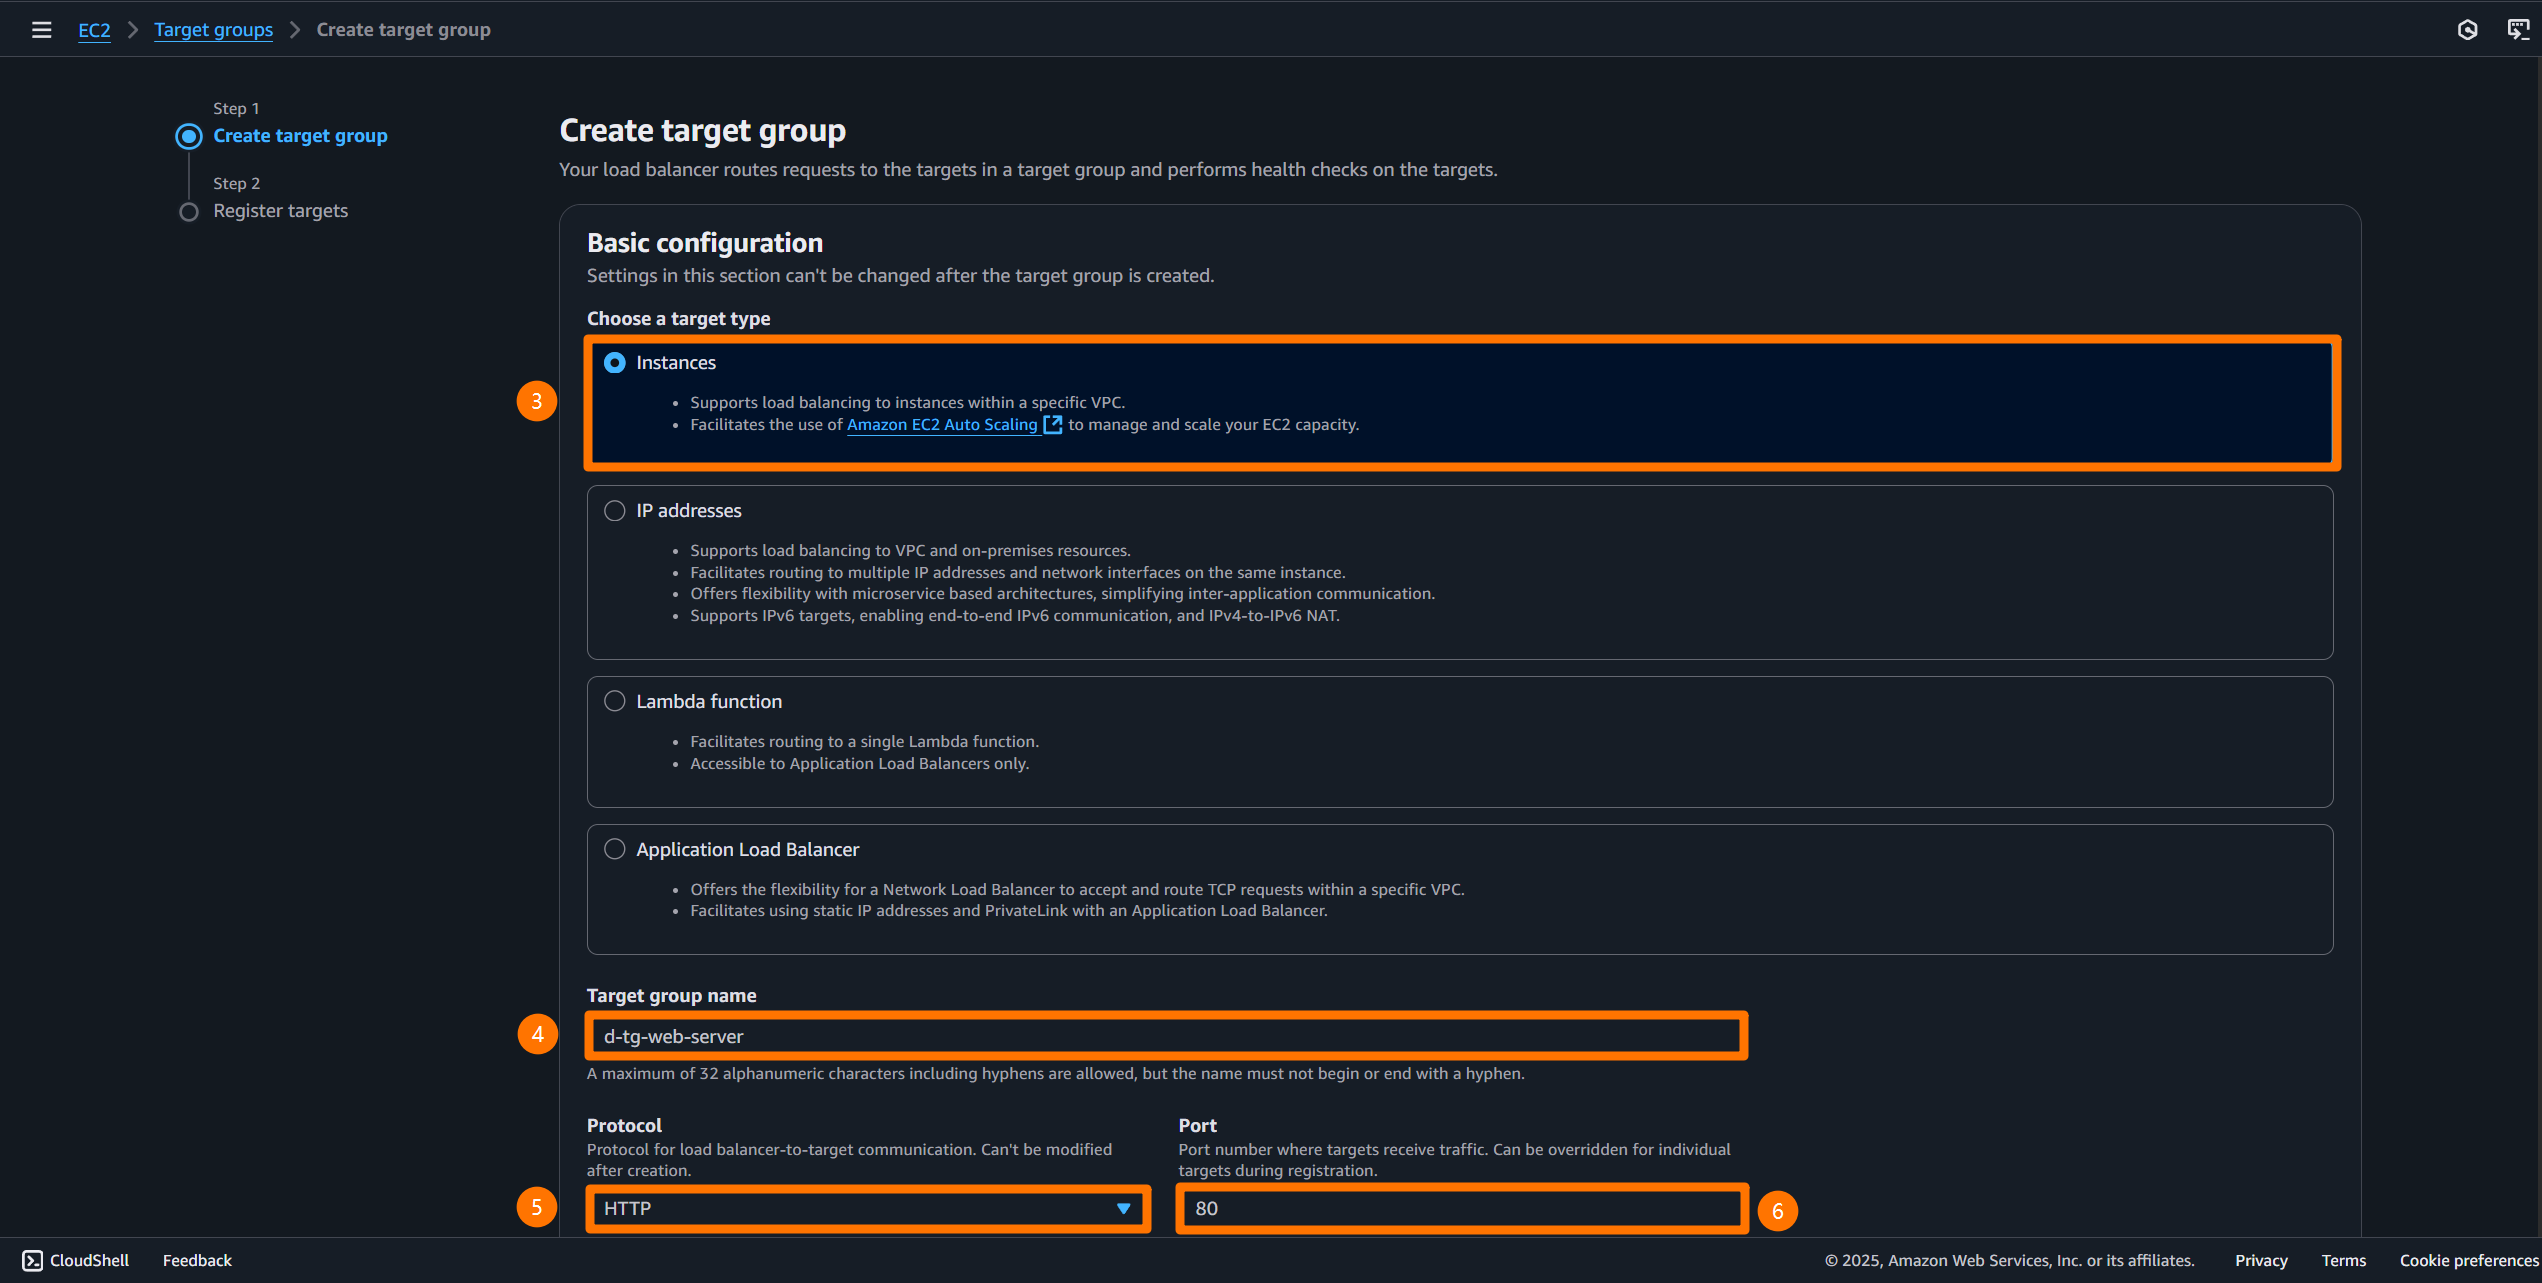 EC2 > Target groups > Create target group
Step 1
Create target group
Step 2
Register targets
Create target group
Your load balancer routes requests to the targets in a target group and performs health checks on the targets.
Basic configuration
Settings in this section can't be changed after the target group is created.
Choose a target type
3
Instances
• Supports load balancing to instances within a specific VPC.
• Facilitates the use of Amazon EC2 Auto Scaling to manage and scale your EC2 capacity.
IP addresses
• Supports load balancing to VPC and on-premises resources.
• Facilitates routing to multiple IP addresses and network interfaces on the same instance.
• Offers flexibility with microservice based architectures, simplifying inter-application communication.
• Supports IPv6 targets, enabling end-to-end IPv6 communication, and IPv4-to-IPv6 NAT.
Lambda function
• Facilitates routing to a single Lambda function.
• Accessible to Application Load Balancers only.
Application Load Balancer
• Offers the flexibility for a Network Load Balancer to accept and route TCP requests within a specific VPC.
• Facilitates using static IP addresses and PrivateLink with an Application Load Balancer.
Target group name
4
d-tg-web-server
A maximum of 32 alphanumeric characters including hyphens are allowed, but the name must not begin or end with a hyphen.
Protocol
Protocol for load balancer-to-target communication. Can't be modified
after creation.
5
HTTP
Port
Port number where targets receive traffic. Can be overridden for individual
targets during registration.
80
6
CloudShell Feedback © 2025, Amazon Web Services, Inc. or its affiliates. Privacy Terms Cookie preferences